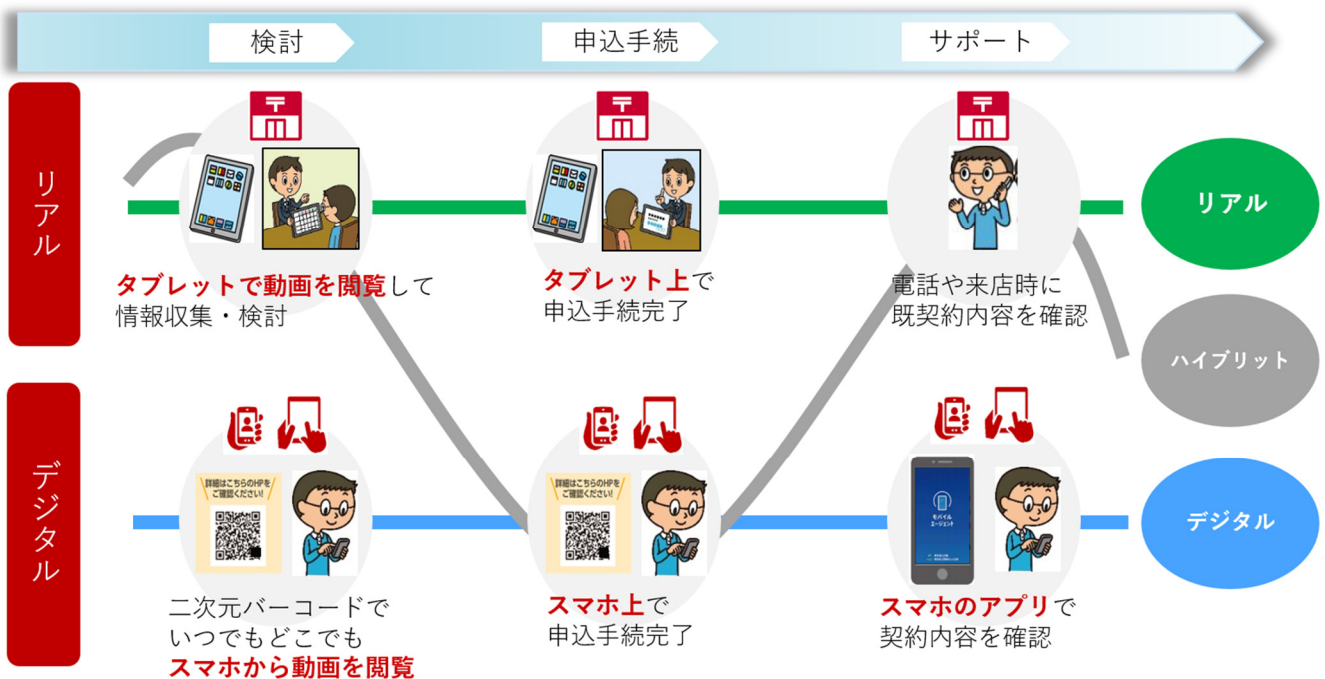 検討
申込手続
サポート
リアル
タブレットで動画を閲覧して
情報収集・検討
タブレット上で
申込手続完了
電話や来店時に
既契約内容を確認
リアル
ハイブリット
デジタル
詳細はこちらのHPを
ご確認ください!
二次元バーコードで
いつでもどこでも
スマホから動画を閲覧
詳細はこちらのHPを
ご確認ください!
スマホ上で
申込手続完了
モバイル
エージェント
スマホのアプリで
契約内容を確認
デジタル